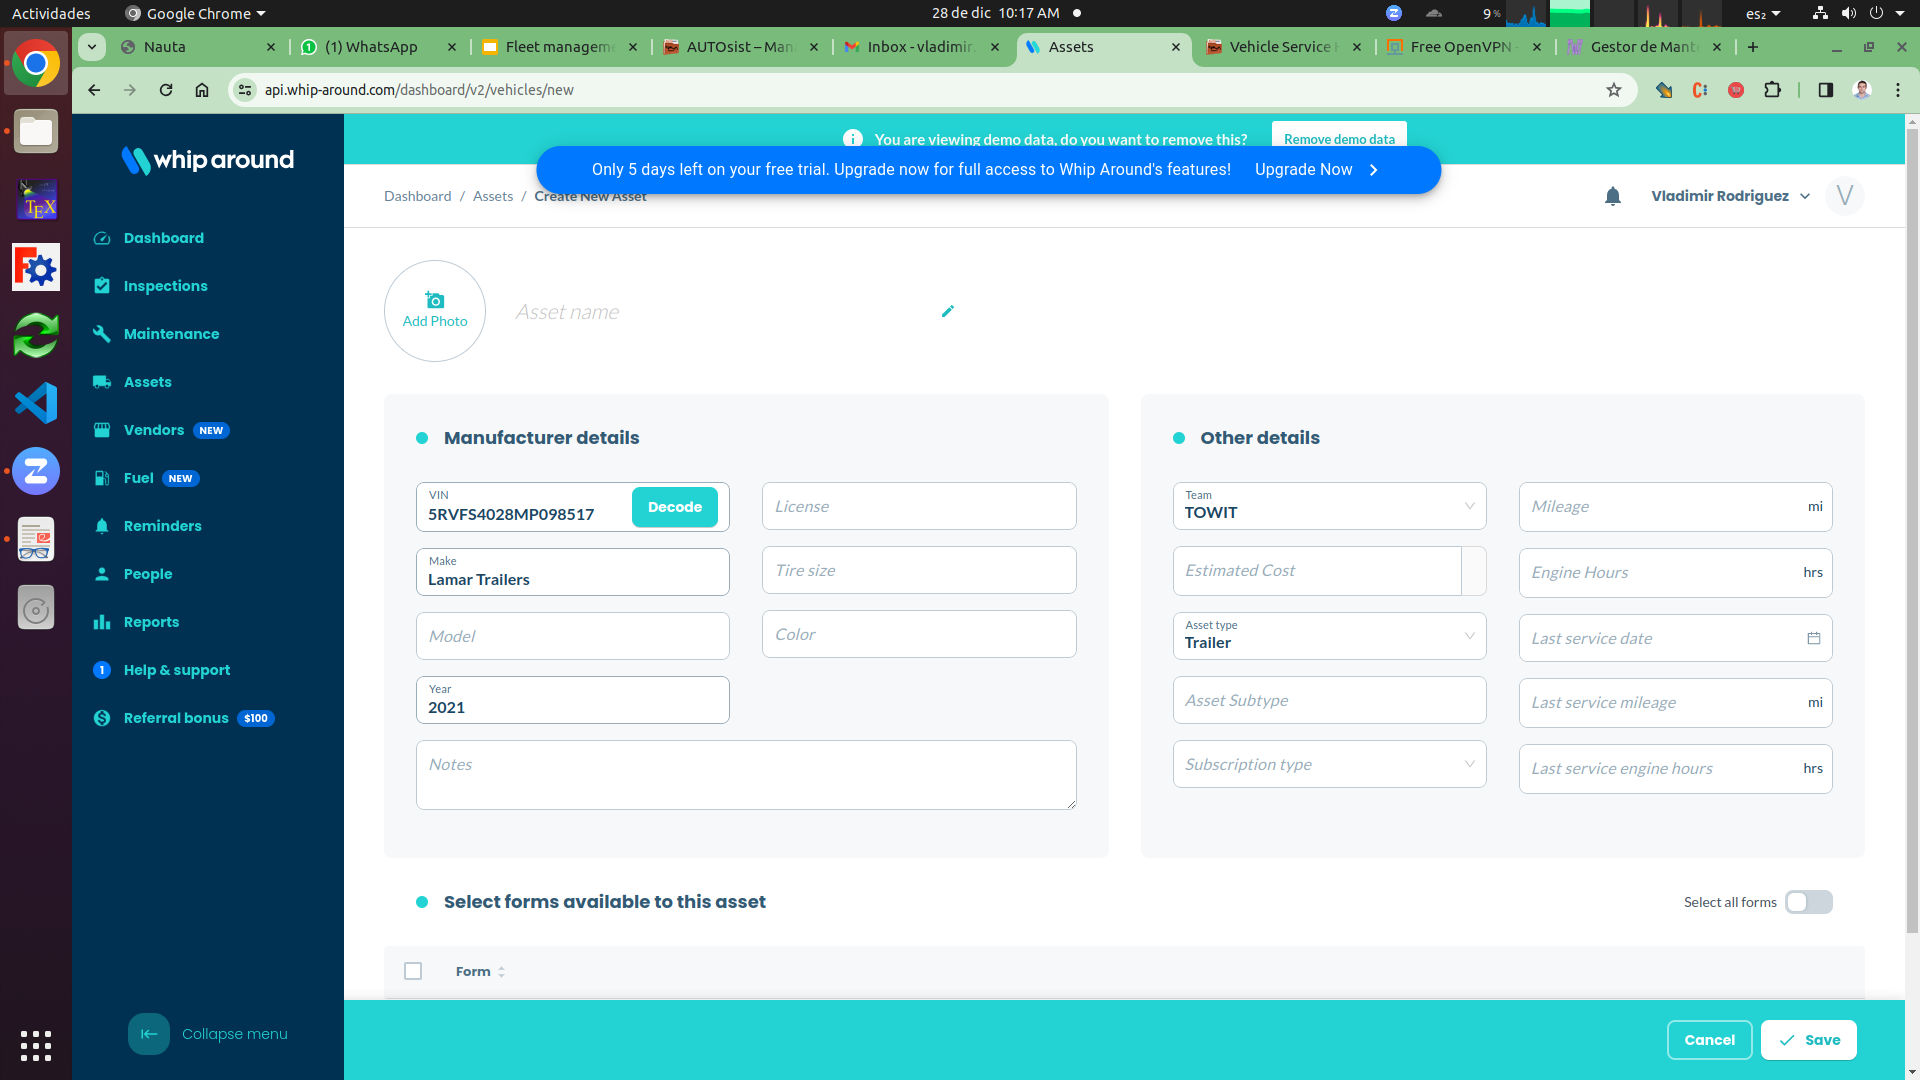 Actividades
Google Chrome
28 de dic 10:17 AM
9 %
es₂
Nauta
(1) WhatsApp
Fleet managem
AUTOsist – Man
Inbox - vladimir.
Assets
Vehicle Service H
Free OpenVPN -
Gestor de Mante
api.whip-around.com/dashboard/v2/vehicles/new
whip around
You are viewing demo data, do you want to remove this?
Remove demo data
Only 5 days left on your free trial. Upgrade now for full access to Whip Around's features!
Upgrade Now
Dashboard / Assets / Create New Asset
Vladimir Rodriguez
V
Dashboard
Inspections
Maintenance
Assets
Vendors NEW
Fuel NEW
Reminders
People
Reports
1 Help & support
Referral bonus $100
Collapse menu
Add Photo
Asset name
Manufacturer details
VIN
5RVFS4028MP098517
Decode
License
Make
Lamar Trailers
Tire size
Model
Color
Year
2021
Notes
Other details
Team
TOWIT
Mileage
mi
Estimated Cost
Engine Hours
hrs
Asset type
Trailer
Last service date
Asset Subtype
Last service mileage
mi
Subscription type
Last service engine hours
hrs
Select forms available to this asset
Select all forms
Form
Cancel
Save
TEX